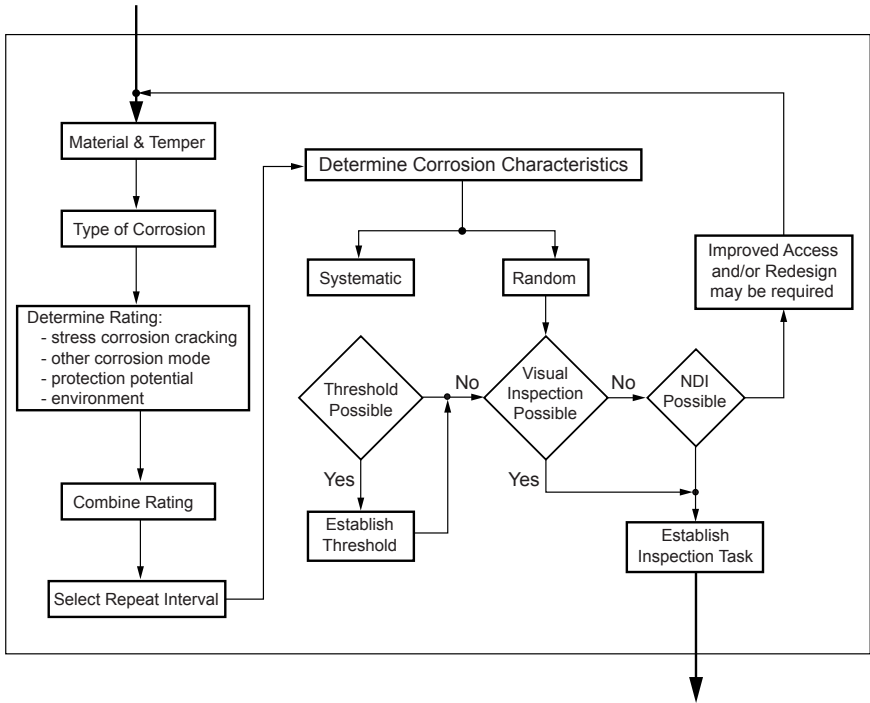 Material & Temper
Type of Corrosion
Determine Rating:
- stress corrosion cracking
- other corrosion mode
- protection potential
- environment
Combine Rating
Select Repeat Interval
Determine Corrosion Characteristics
Systematic
Random
Threshold
Possible
No
Yes
Establish
Threshold
Visual
Inspection
Possible
No
Yes
NDI
Possible
Improved Access
and/or Redesign
may be required
Establish
Inspection Task